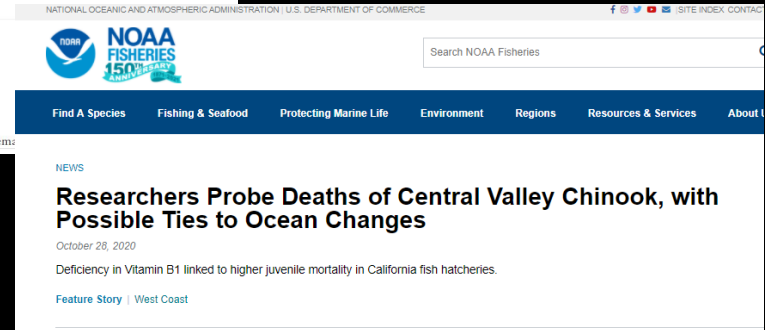 NATIONAL OCEANIC AND ATMOSPHERIC ADMINISTRATION | U.S. DEPARTMENT OF COMMERCE
SITE INDEX CONTACT
NOAA
NOAA
FISHERIES
150TH
ANNIVERSARY
Search NOAA Fisheries
Find A Species Fishing & Seafood Protecting Marine Life Environment Regions Resources & Services About
NEWS
Researchers Probe Deaths of Central Valley Chinook, with
Possible Ties to Ocean Changes
October 28, 2020
Deficiency in Vitamin B1 linked to higher juvenile mortality in California fish hatcheries.
Feature Story | West Coast